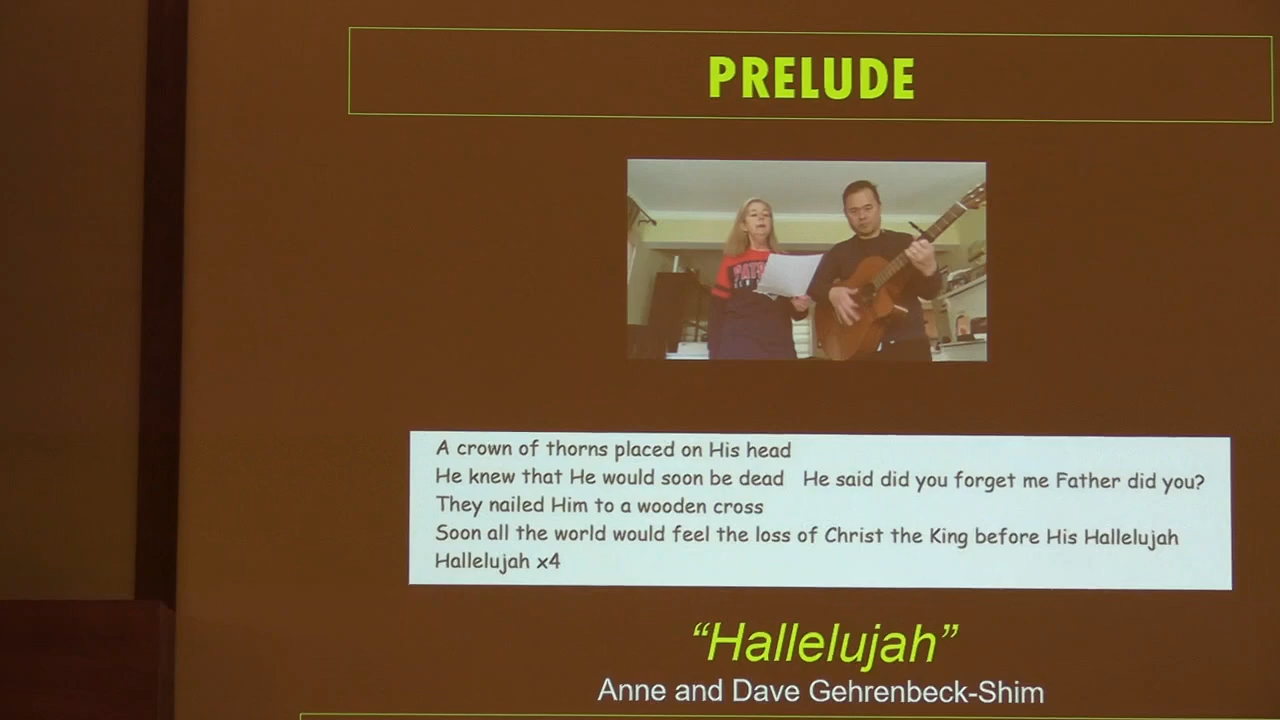 PRELUDE
PAT
A crown of thorns placed on His head
He knew that He would soon be dead He said did you forget me Father did you?
They nailed Him to a wooden cross
Soon all the world would feel the loss of Christ the King before His Hallelujah
Hallelujah x4
“Hallelujah”
Anne and Dave Gehrenbeck-Shim